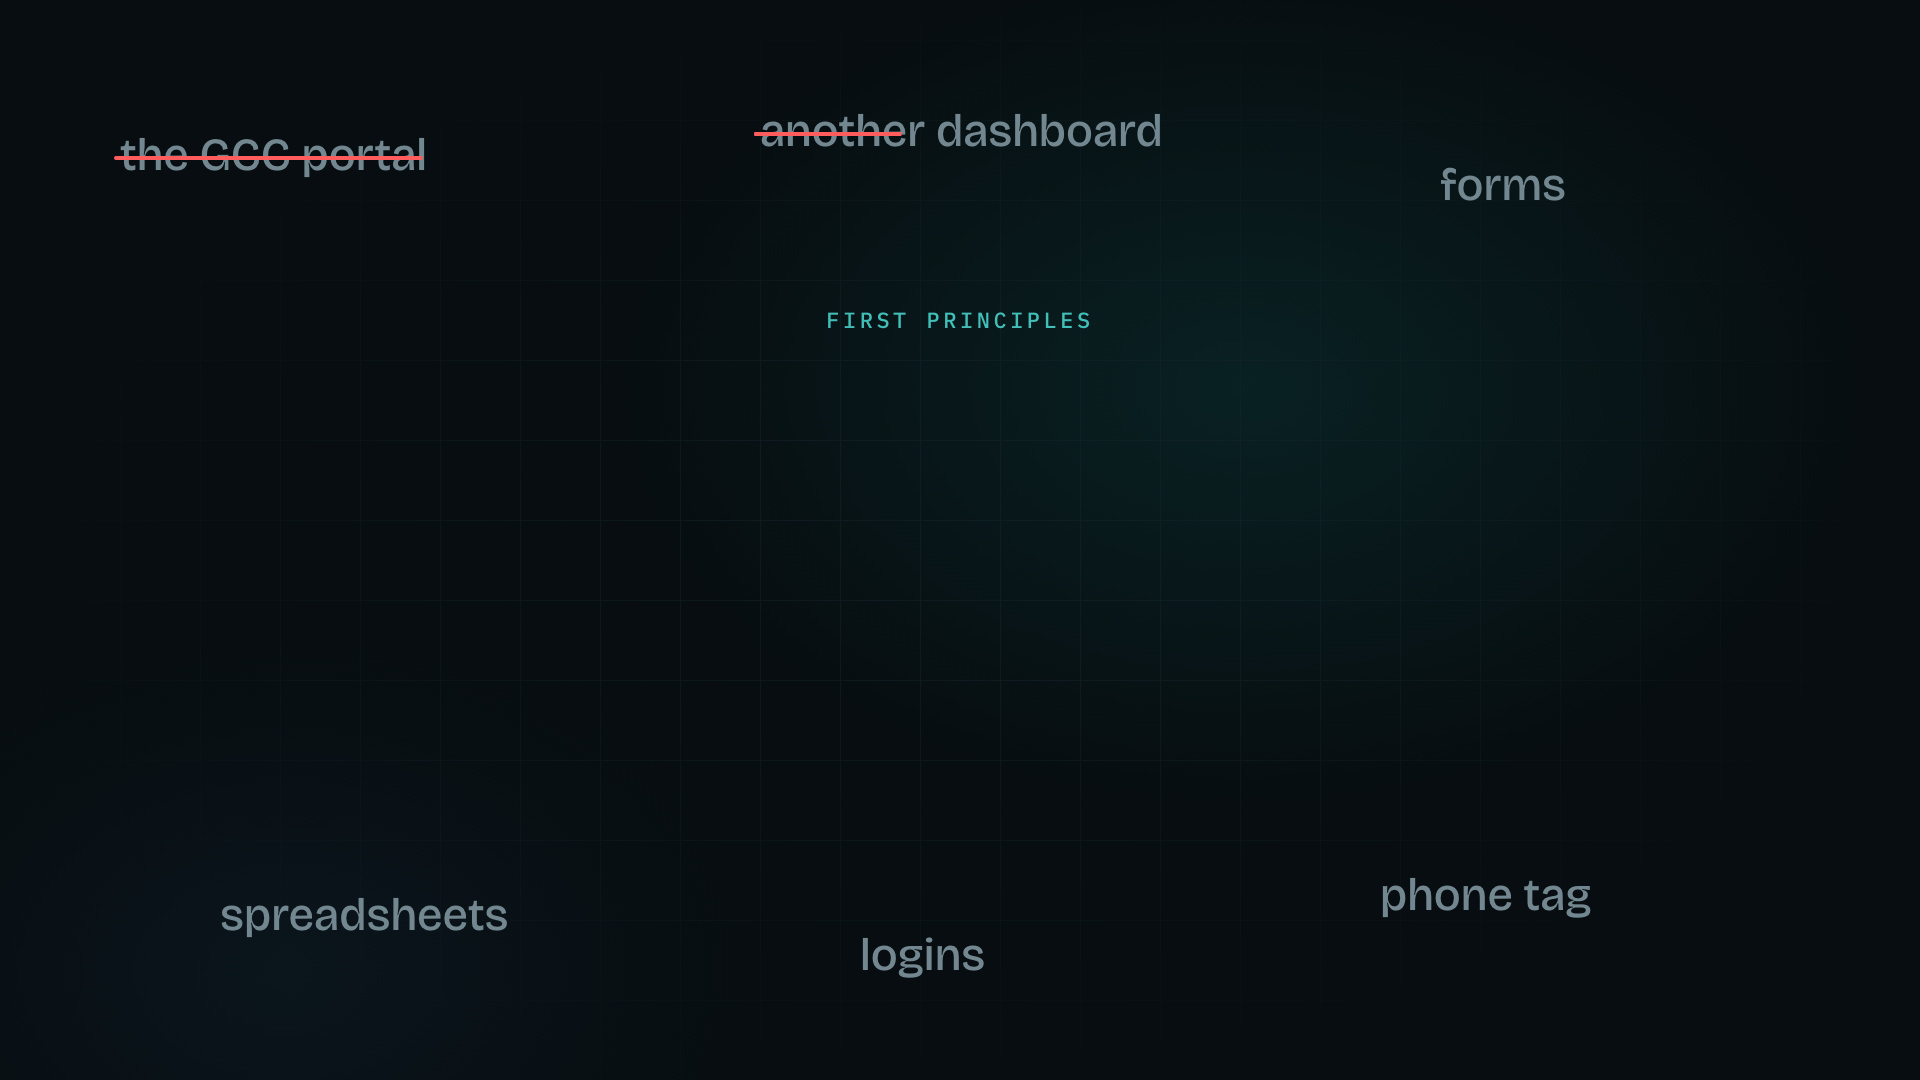 the GCC portal
another dashboard
forms
FIRST PRINCIPLES
spreadsheets
logins
phone tag